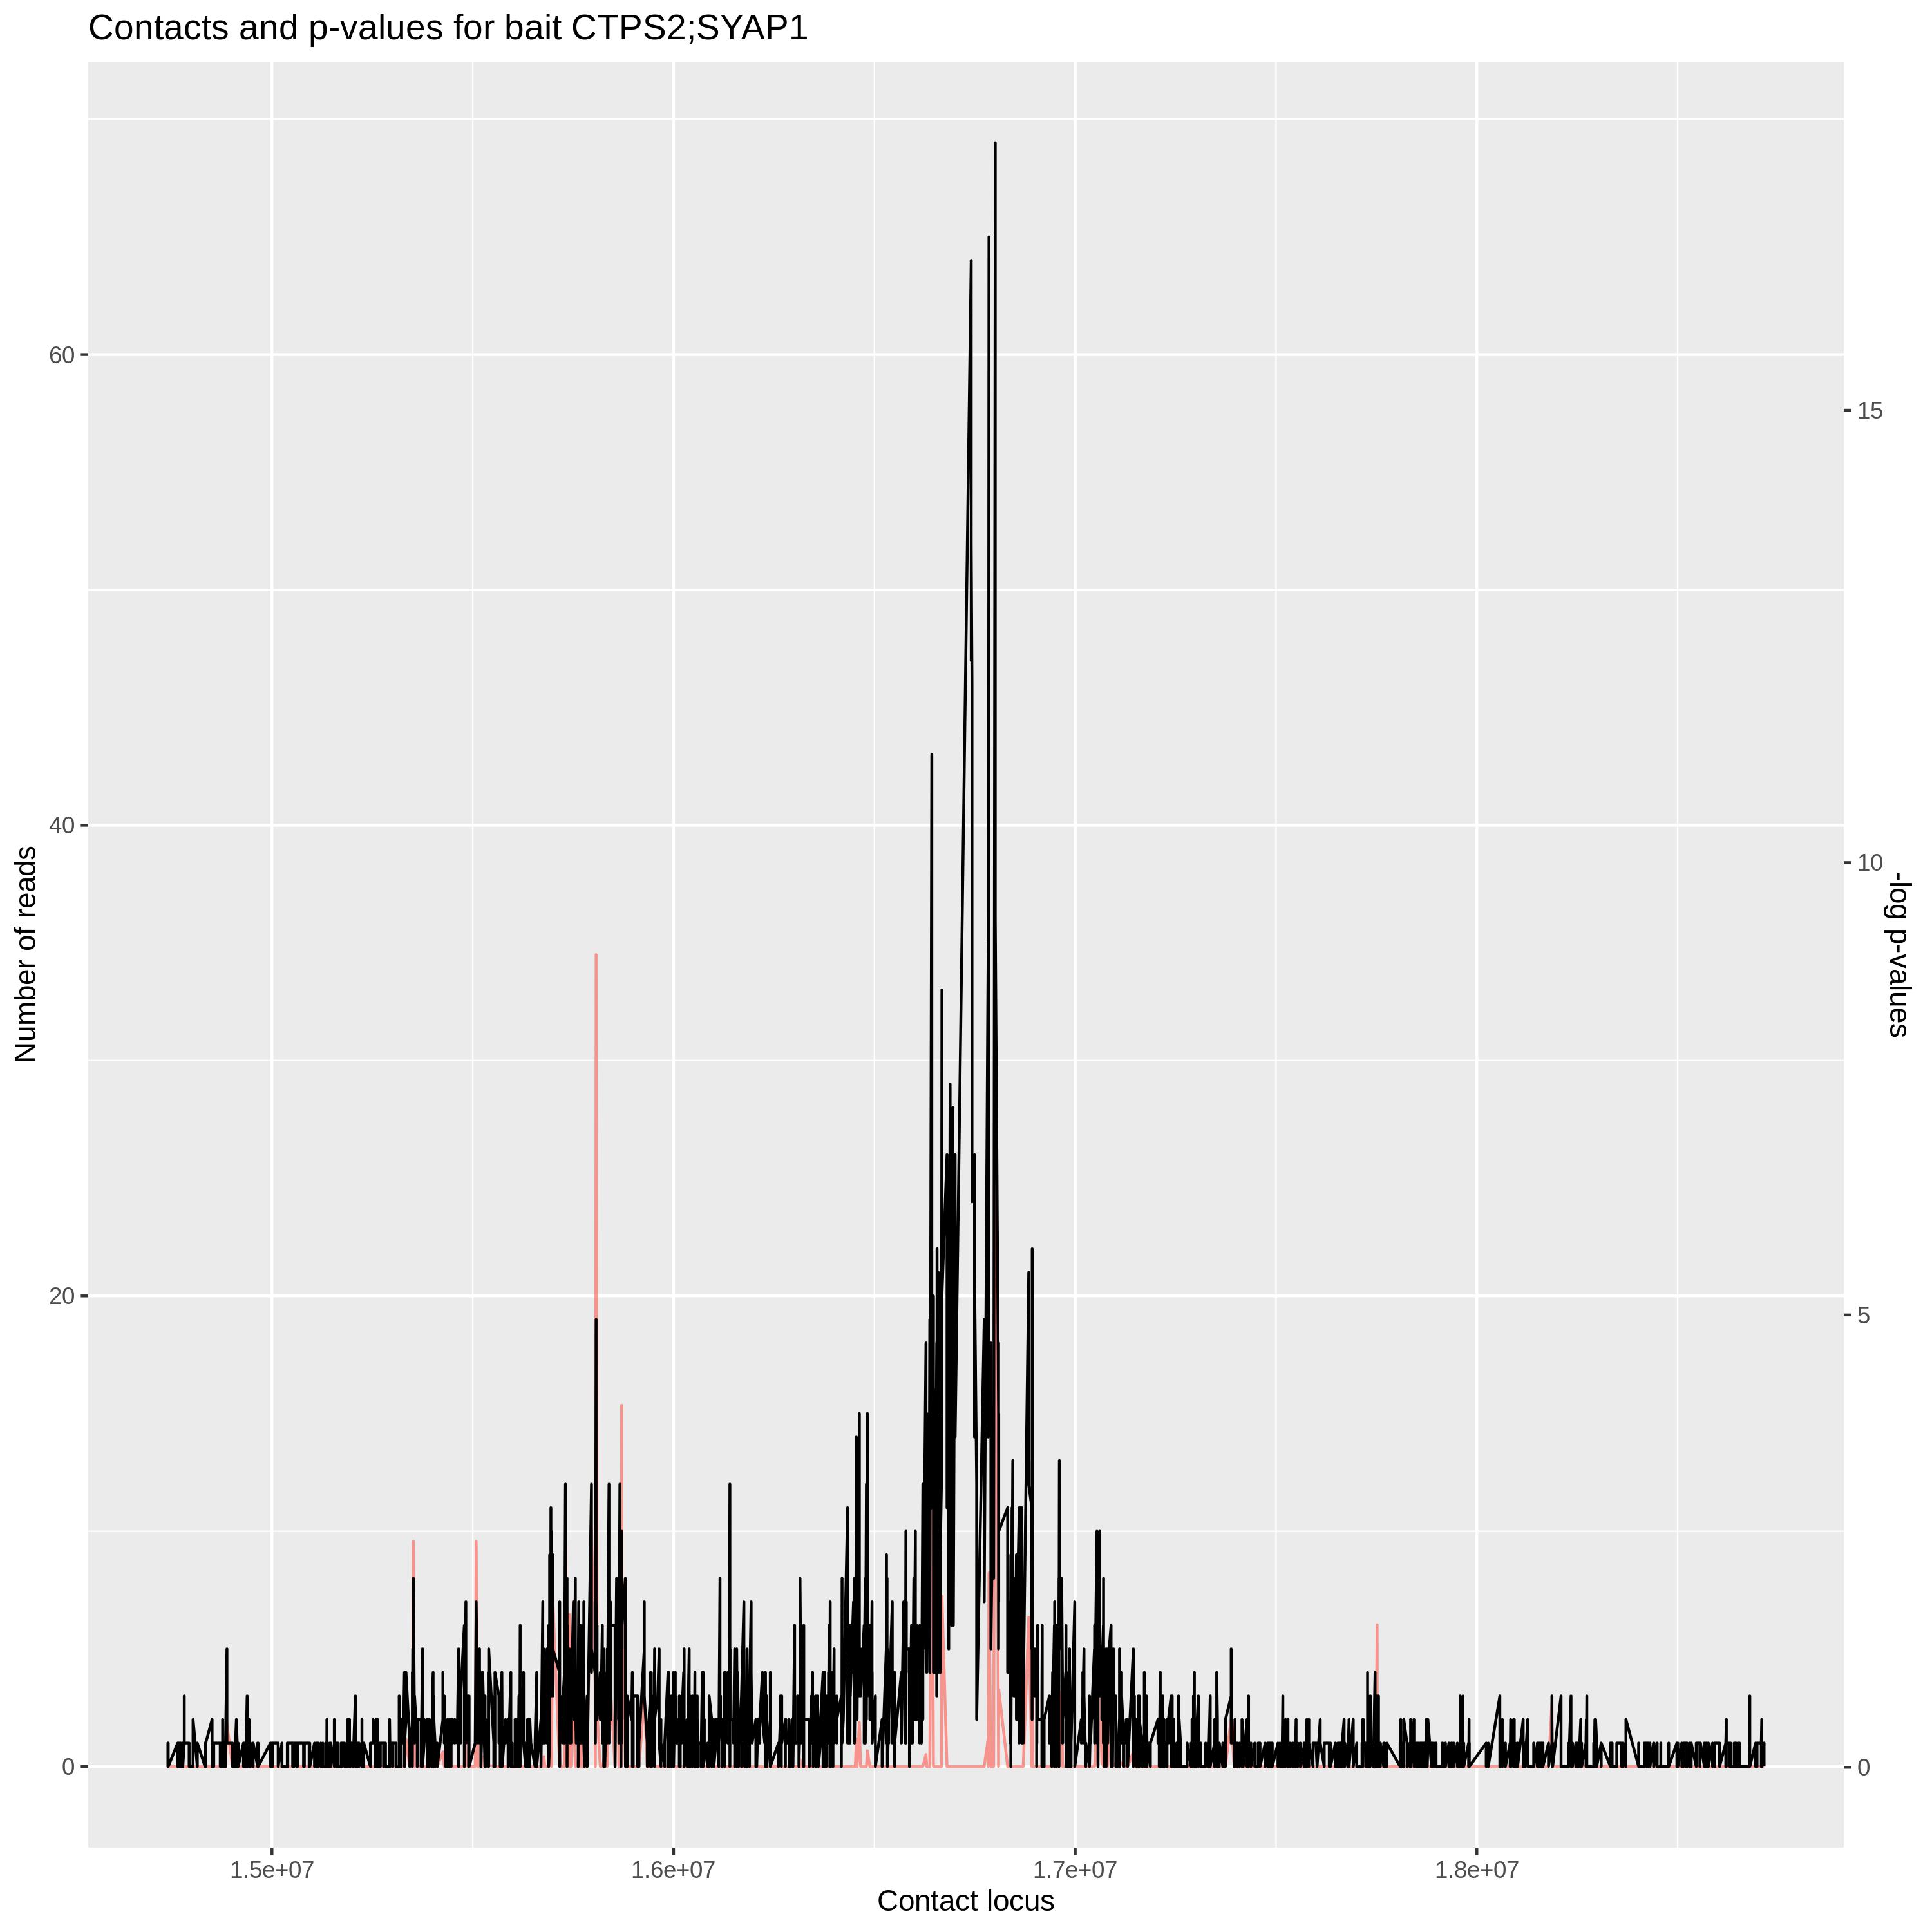 Contacts and p-values for bait CTPS2;SYAP1
Number of reads
60
40
20
0
15
10
5
0
-log p-values
1.5e+07
1.6e+07
1.7e+07
1.8e+07
Contact locus